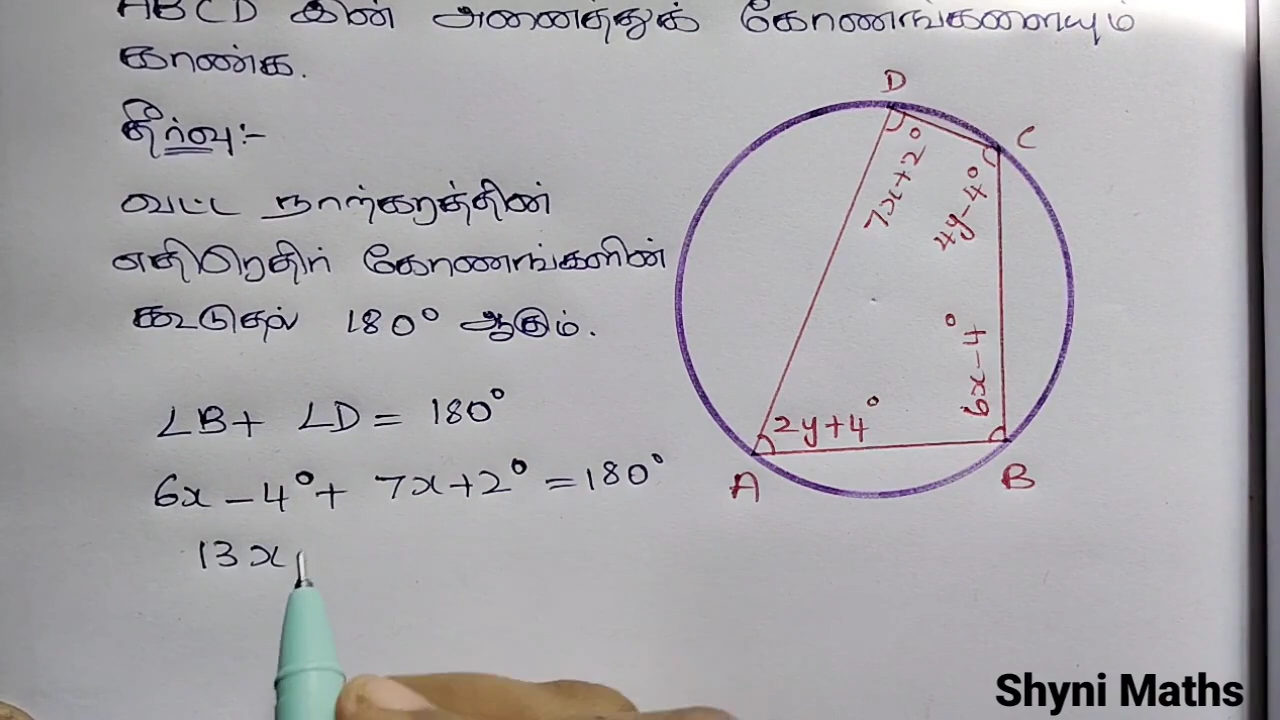 ABCD இன் அனைத்துக் கோணங்களையும்
காண்க.
தீர்வு:-
வட்ட நாற்கரத்தின்
எதிரெதிர் கோணங்களின்
கூடுதல் 180° ஆகும்.
∠B + ∠D = 180°
6x - 4° + 7x + 2° = 180°
13x
D
C
7x+2°
4y-4°
6x-4°
2y+4°
A
B
Shyni Maths